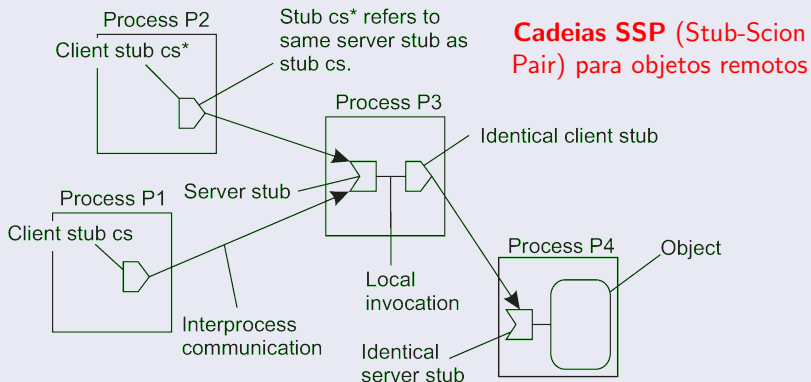 Process P2
Client stub cs*
Stub cs* refers to
same server stub as
stub cs.
Cadeias SSP (Stub-Scion
Pair) para objetos remotos
Process P3
Identical client stub
Server stub
Process P1
Client stub cs
Interprocess
communication
Local
invocation
Process P4
Object
Identical
server stub